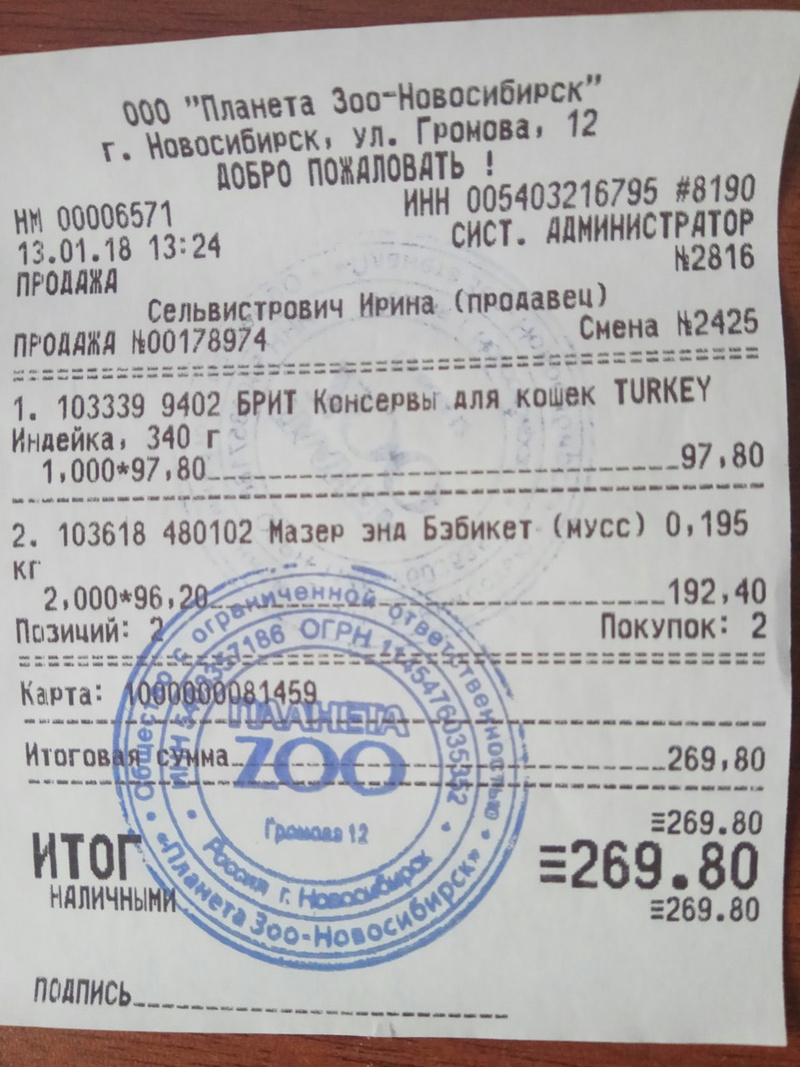 ООО "Планета Зоо-Новосибирск"
г. Новосибирск, ул. Громова, 12
ДОБРО ПОЖАЛОВАТЬ !
НМ 00006571 ИНН 005403216795 #8190
13.01.18 13:24 СИСТ. АДМИНИСТРАТОР
ПРОДАЖА №2816
Сельвистрович Ирина (продавец)
ПРОДАЖА №00178974 Смена №2425
1. 103339 9402 БРИТ Консервы для кошек TURKEY
Индейка, 340 г
1,000*97,80 97,80
2. 103618 480102 Мазер энд Бэбикет (мусс) 0,195
кг
2,000*96,20 192,40
Позиций: 2 Покупок: 2
Карта: 1000000081459
Итоговая сумма 269,80
≡269.80
ИТОГ ≡269.80
НАЛИЧНЫМИ ≡269.80
ПОДПИСЬ
Общество с ограниченной ответственностью
ОГРН
ПЛАНЕТА
ZOO
Громова 12
Россия г. Новосибирск
«Планета Зоо-Новосибирск»